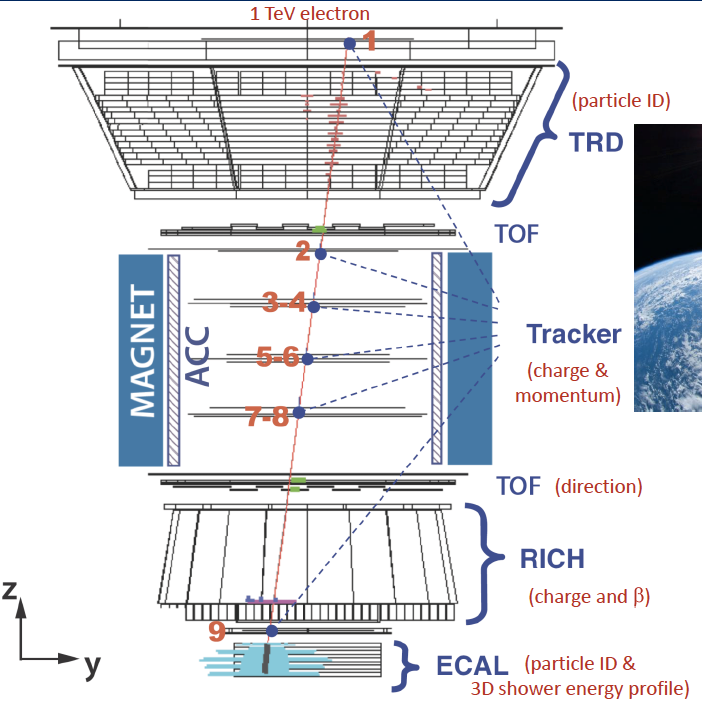 1 TeV electron
1
(particle ID)
TRD
TOF
2
3-4
MAGNET
ACC
Tracker
5-6
(charge &
momentum)
7-8
TOF (direction)
RICH
(charge and β)
z
9
y
ECAL (particle ID &
3D shower energy profile)